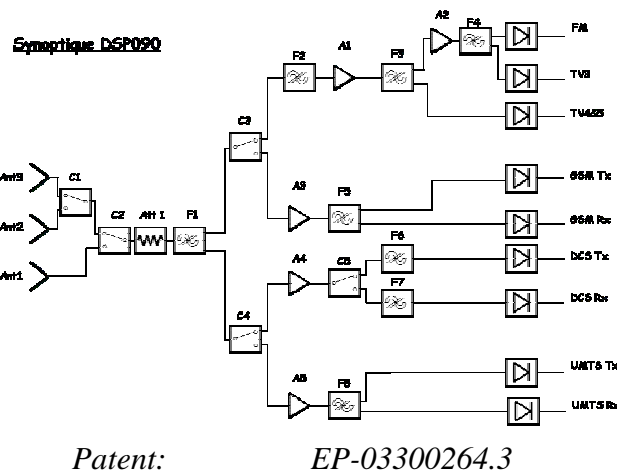 Synoptique DSP090
A2
F4
FM
F2
A1
F3
TV3
TV4&5
C3
Ant3
C1
A3
F5
GSM Tx
Ant2
C2
Att 1
F1
GSM Rx
F6
DCS Tx
Ant1
A4
C5
F7
DCS Rx
C4
UMTS Tx
A5
F8
UMTS Rx
Patent: EP-03300264.3